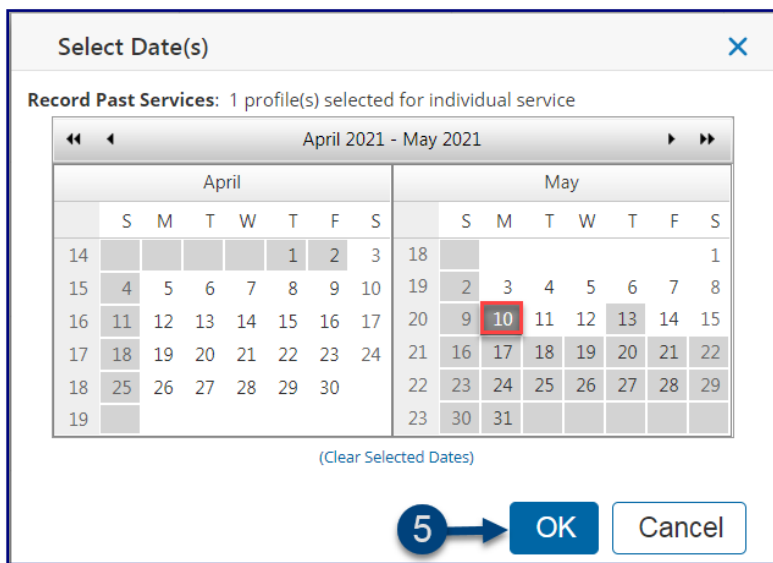 Select Date(s)
Record Past Services: 1 profile(s) selected for individual service
April 2021 - May 2021
April
S M T W T F S
14 1 2 3
15 4 5 6 7 8 9 10
16 11 12 13 14 15 16 17
17 18 19 20 21 22 23 24
18 25 26 27 28 29 30
19
May
S M T W T F S
18 1
19 2 3 4 5 6 7 8
20 9 10 11 12 13 14 15
21 16 17 18 19 20 21 22
22 23 24 25 26 27 28 29
23 30 31
(Clear Selected Dates)
5 OK Cancel